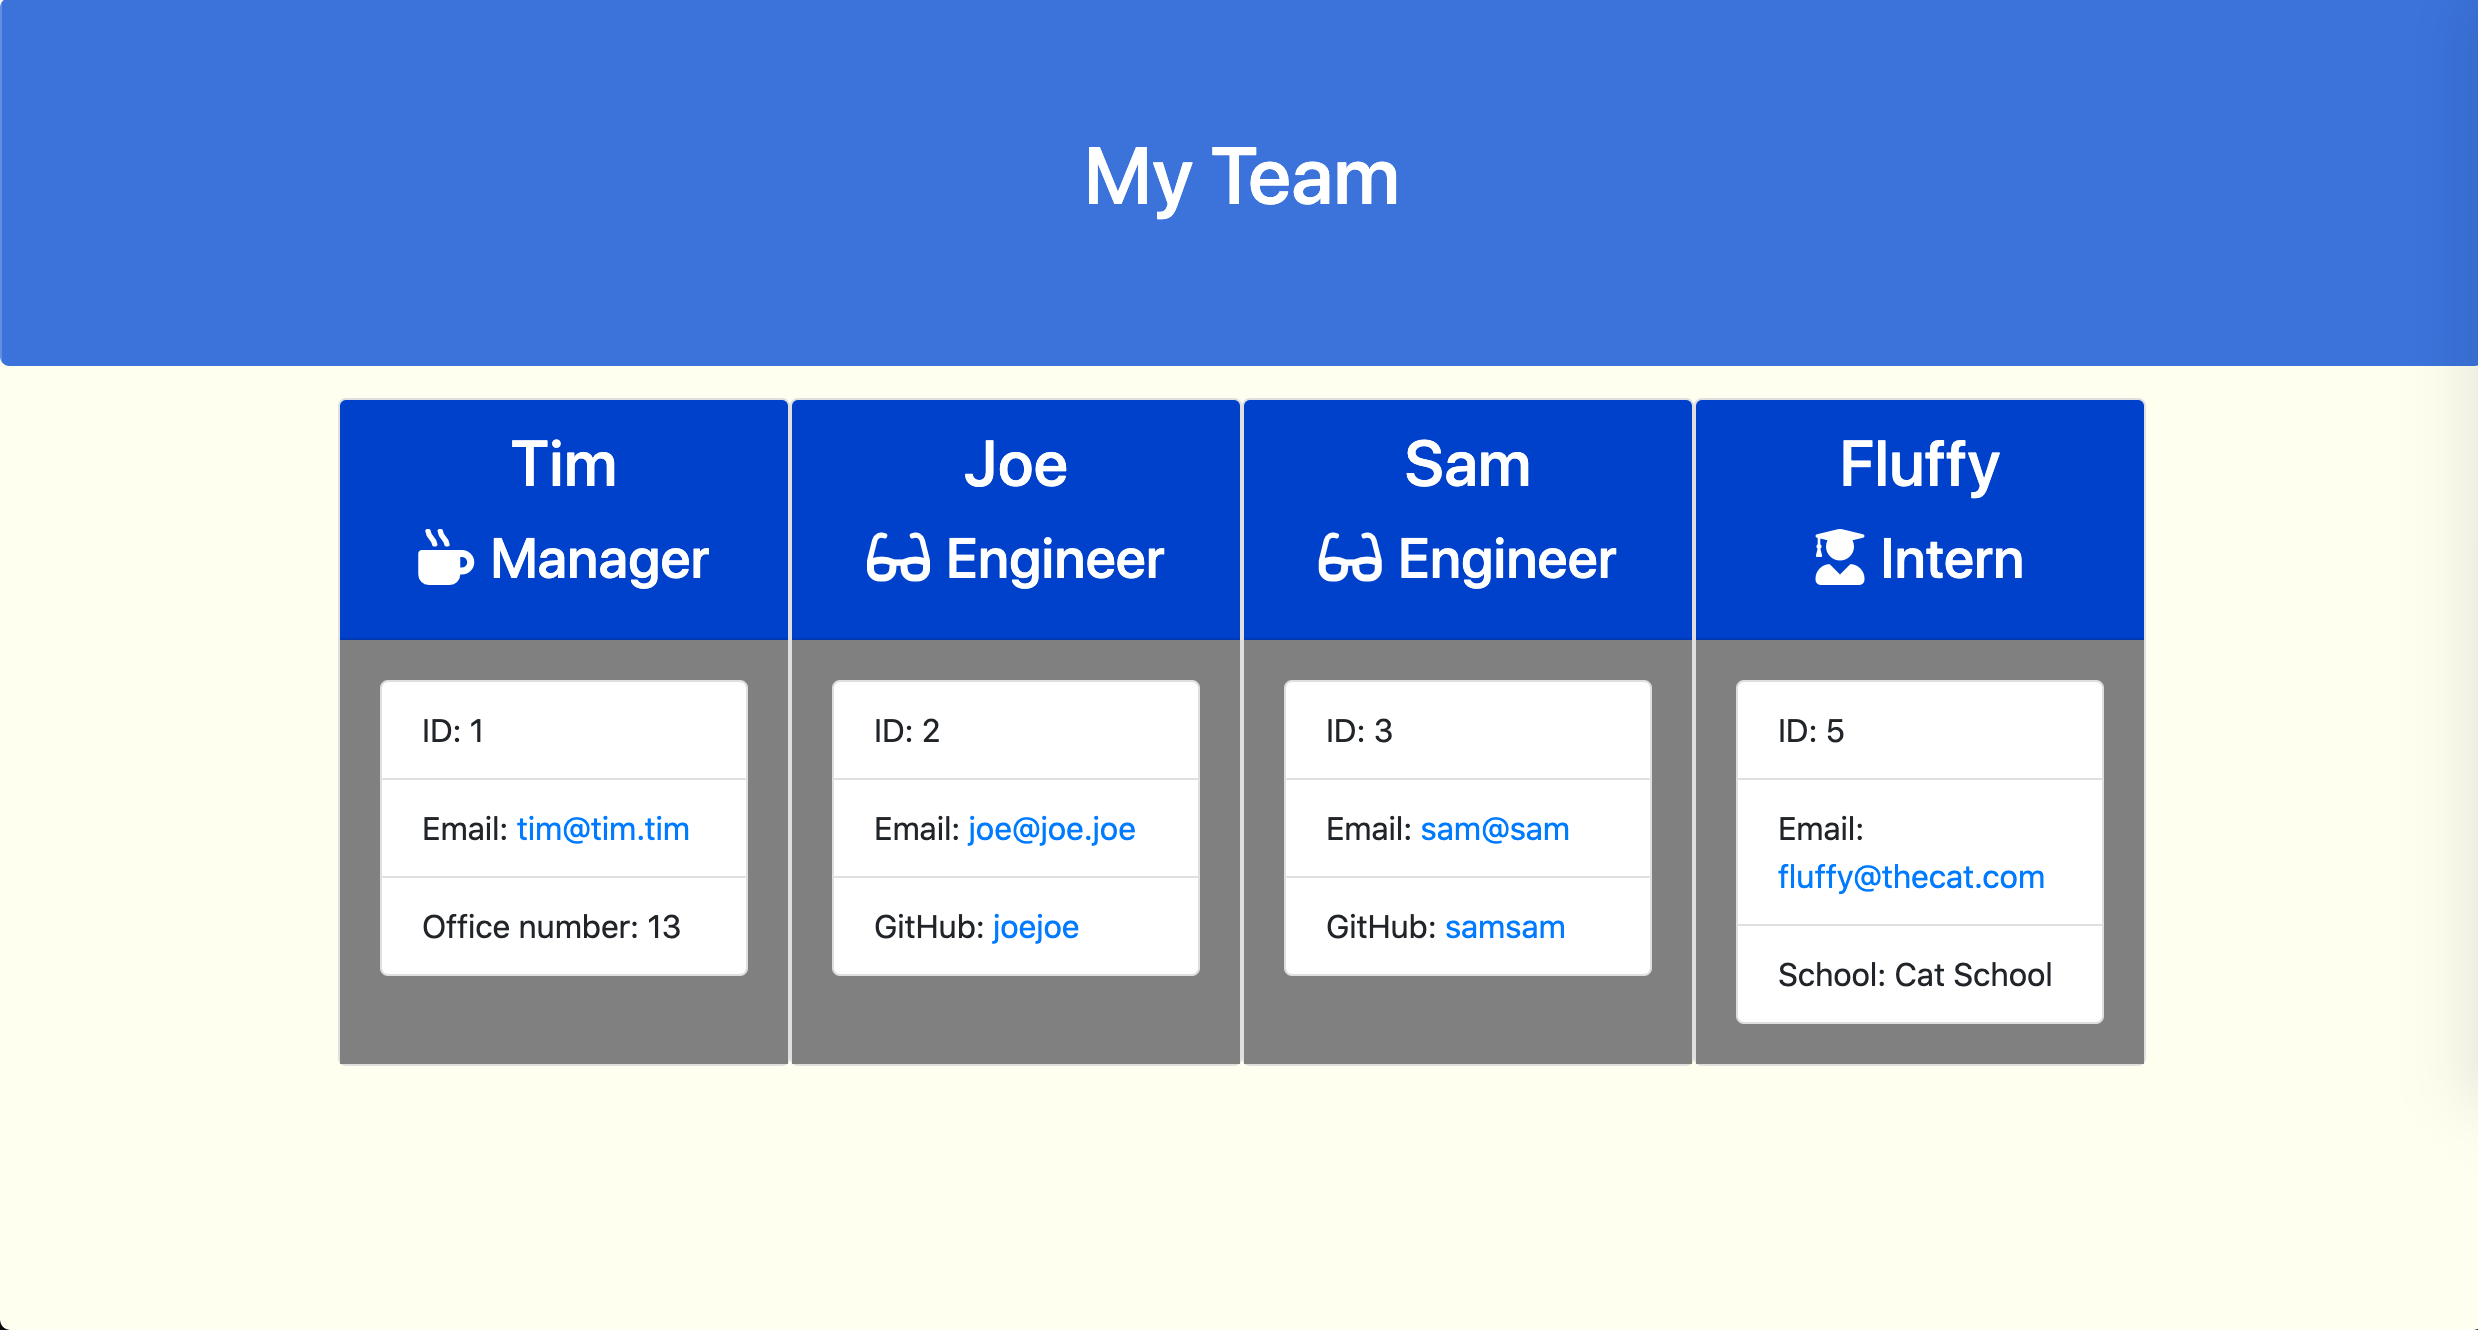 My Team
Tim
Manager
ID: 1
Email: tim@tim.tim
Office number: 13
Joe
Engineer
ID: 2
Email: joe@joe.joe
GitHub: joejoe
Sam
Engineer
ID: 3
Email: sam@sam
GitHub: samsam
Fluffy
Intern
ID: 5
Email:
fluffy@thecat.com
School: Cat School